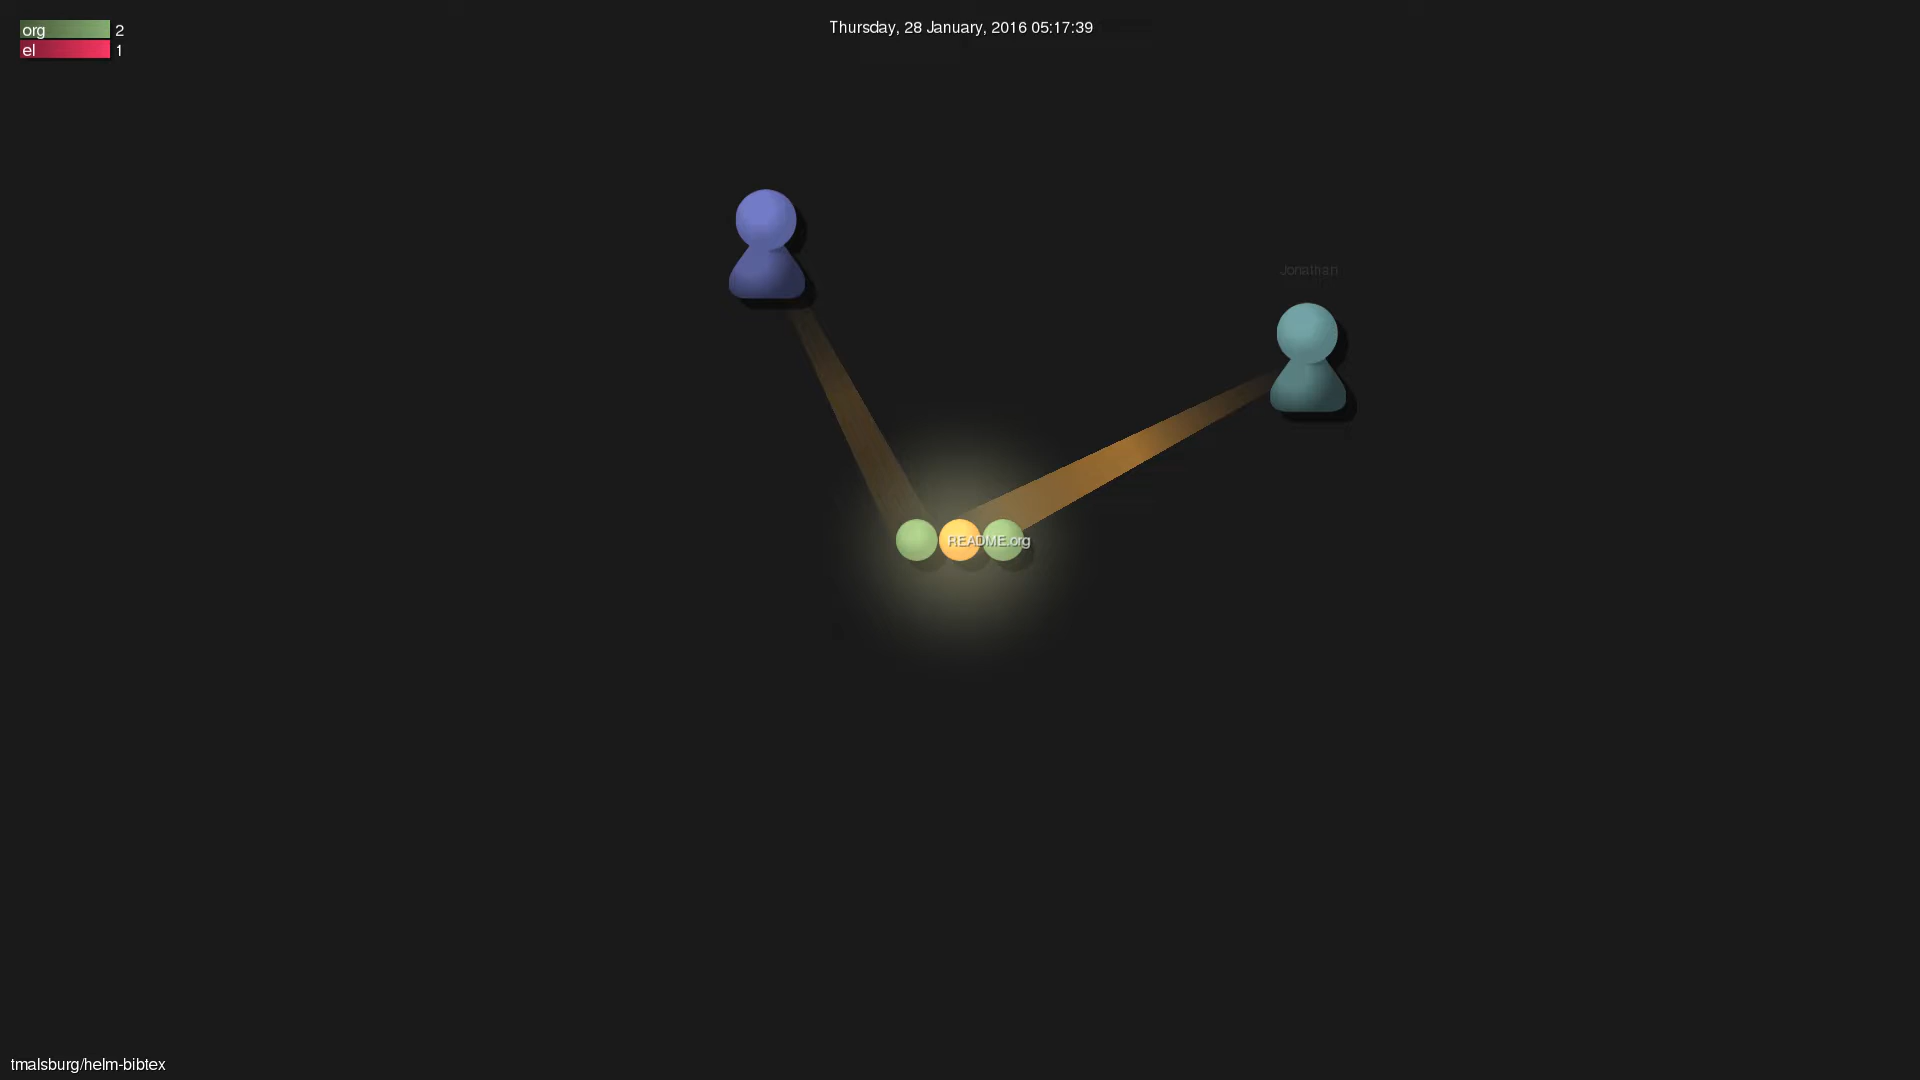 org 2
el 1
Thursday, 28 January, 2016 05:17:39
Jonathan
README.org
tmalsburg/helm-bibtex